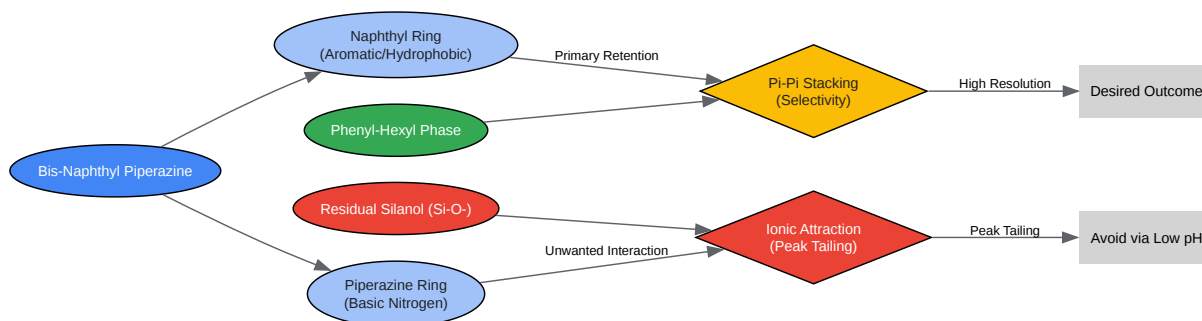 Naphthyl Ring
(Aromatic/Hydrophobic)
Primary Retention
Pi-Pi Stacking
(Selectivity)
High Resolution
Desired Outcome
Phenyl-Hexyl Phase
Bis-Naphthyl Piperazine
Residual Silanol (Si-O-)
Unwanted Interaction
Ionic Attraction
(Peak Tailing)
Peak Tailing
Avoid via Low pH
Piperazine Ring
(Basic Nitrogen)